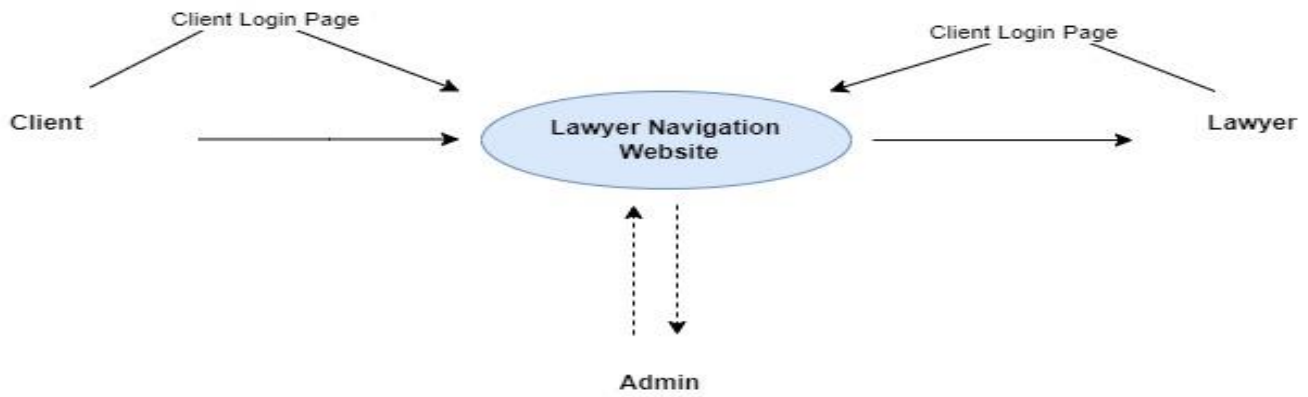 Client Login Page
Client Login Page
Client
Lawyer Navigation
Website
Lawyer
Admin